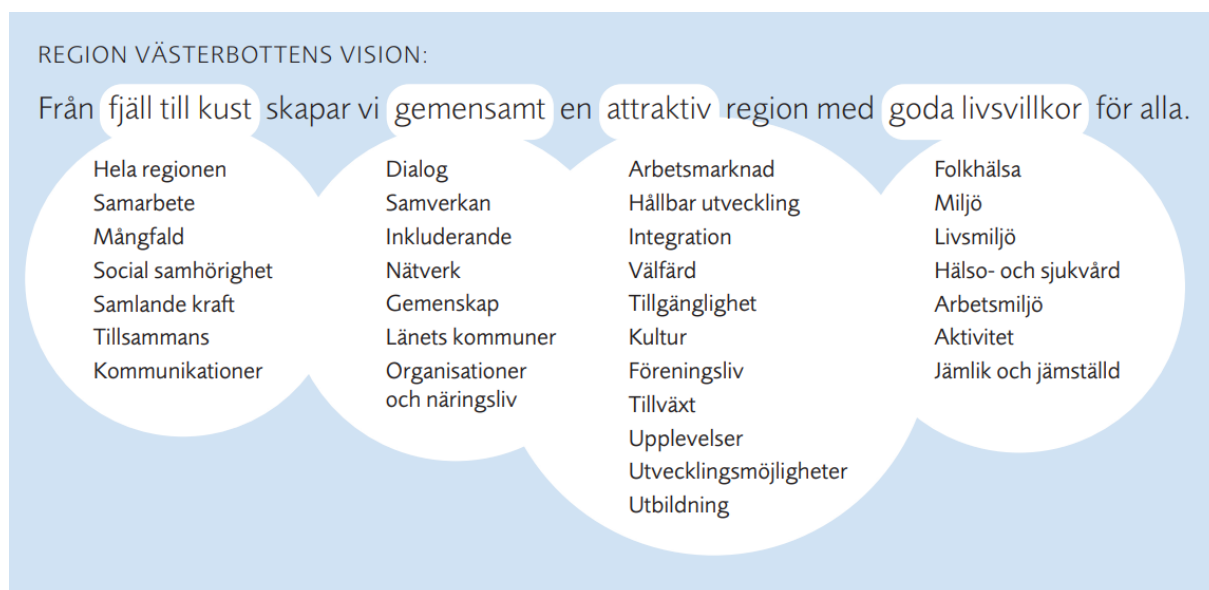 REGION VÄSTERBOTTENS VISION:
Från fjäll till kust skapar vi gemensamt en attraktiv region med goda livsvillkor för alla.
Hela regionen
Samarbete
Mångfald
Social samhörighet
Samlande kraft
Tillsammans
Kommunikationer
Dialog
Samverkan
Inkluderande
Nätverk
Gemenskap
Länets kommuner
Organisationer
och näringsliv
Arbetsmarknad
Hållbar utveckling
Integration
Välfärd
Tillgänglighet
Kultur
Föreningsliv
Tillväxt
Upplevelser
Utvecklingsmöjligheter
Utbildning
Folkhälsa
Miljö
Livsmiljö
Hälso- och sjukvård
Arbetsmiljö
Aktivitet
Jämlik och jämställd